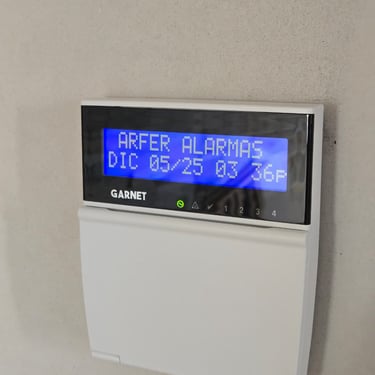 ARFER ALARMAS
DIC 05/25 03 36p
GARNET
1 2 3 4